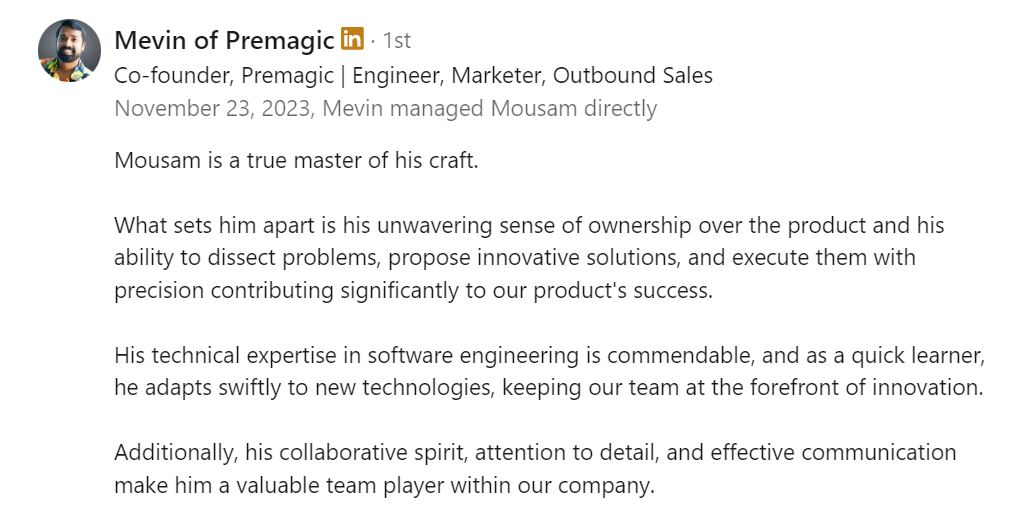 Mevin of Premagic in · 1st
Co-founder, Premagic | Engineer, Marketer, Outbound Sales
November 23, 2023, Mevin managed Mousam directly
Mousam is a true master of his craft.
What sets him apart is his unwavering sense of ownership over the product and his
ability to dissect problems, propose innovative solutions, and execute them with
precision contributing significantly to our product's success.
His technical expertise in software engineering is commendable, and as a quick learner,
he adapts swiftly to new technologies, keeping our team at the forefront of innovation.
Additionally, his collaborative spirit, attention to detail, and effective communication
make him a valuable team player within our company.